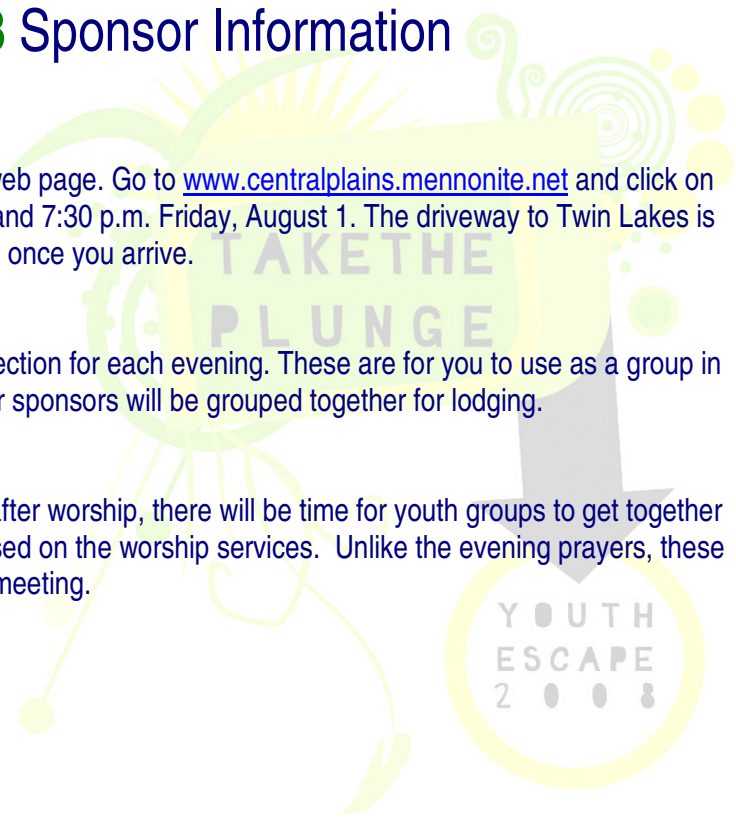 8 Sponsor Information
web page. Go to www.centralplains.mennonite.net and click on
and 7:30 p.m. Friday, August 1. The driveway to Twin Lakes is
once you arrive.
TAKE THE
PLUNGE
ection for each evening. These are for you to use as a group in
r sponsors will be grouped together for lodging.
after worship, there will be time for youth groups to get together
sed on the worship services.  Unlike the evening prayers, these
meeting.
YOUTH
ESCAPE
2008